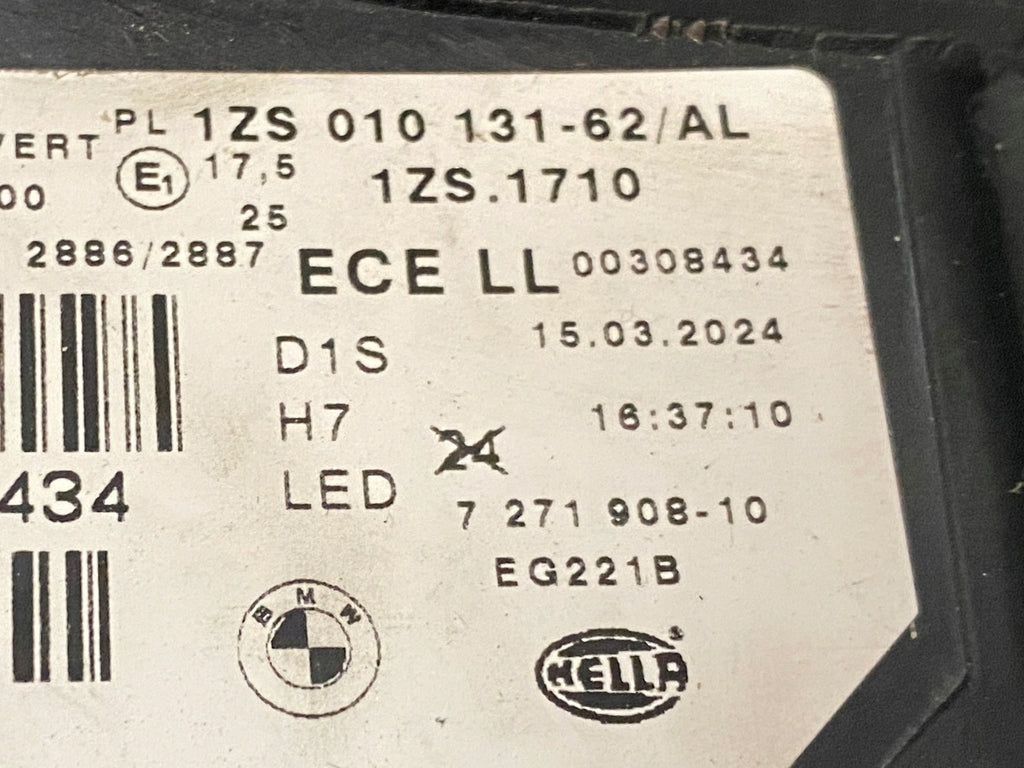 VERT PL 1ZS 010 131-62/AL
E1 17,5 1ZS.1710
00
25
2886/2887 ECE LL 00308434
15.03.2024
D1S
H7 16:37:10
24
434 LED
7 271 908-10
EG221B
BMW
HELLA